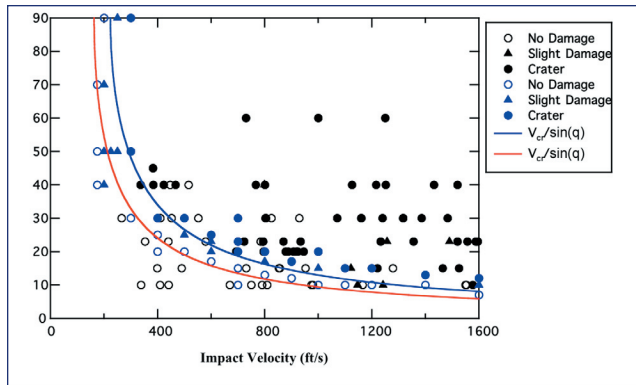 90
80
70
60
50
40
30
20
10
0
0 400 800 1200 1600
Impact Velocity (ft/s)
No Damage
Slight Damage
Crater
No Damage
Slight Damage
Crater
Vcr/sin(q)
Vcr/sin(q)